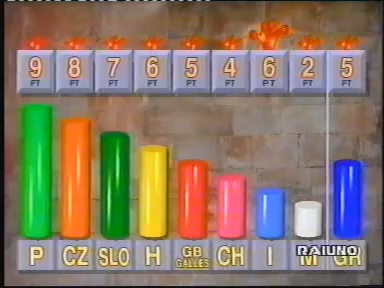 9 8 7 6 5 4 6 2 5
PT PT PT PT PT PT PT PT PT
P CZ SLO H GB GALLES CH I M GR
RAIUNO